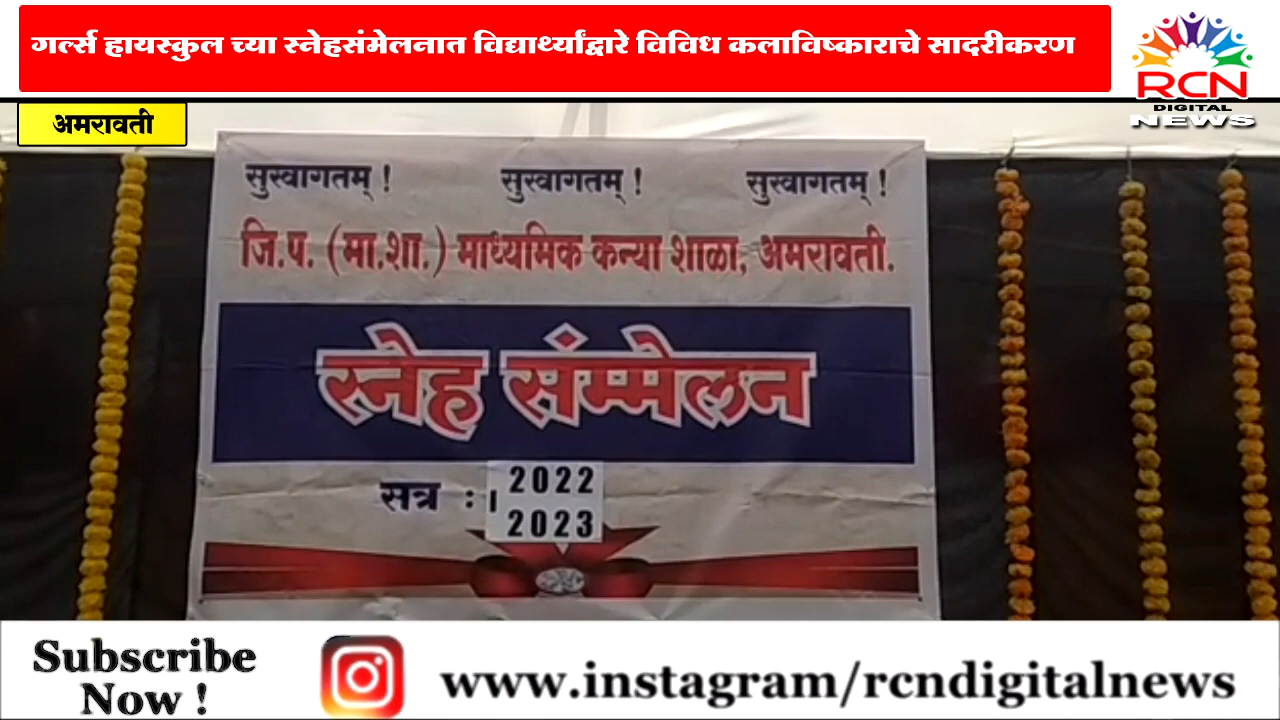 गर्ल्स हायस्कुल च्या स्नेहसंमेलनात विद्यार्थ्यांद्वारे विविध कलाविष्काराचे सादरीकरण
RCN
DIGITAL
NEWS
अमरावती
सुस्वागतम् ! सुस्वागतम् ! सुस्वागतम् !
जि.प. (मा.शा.) माध्यमिक कन्या शाळा, अमरावती.
स्नेह संम्मेलन
सत्र :
2022
2023
Subscribe
Now !
www.instagram/rcndigitalnews